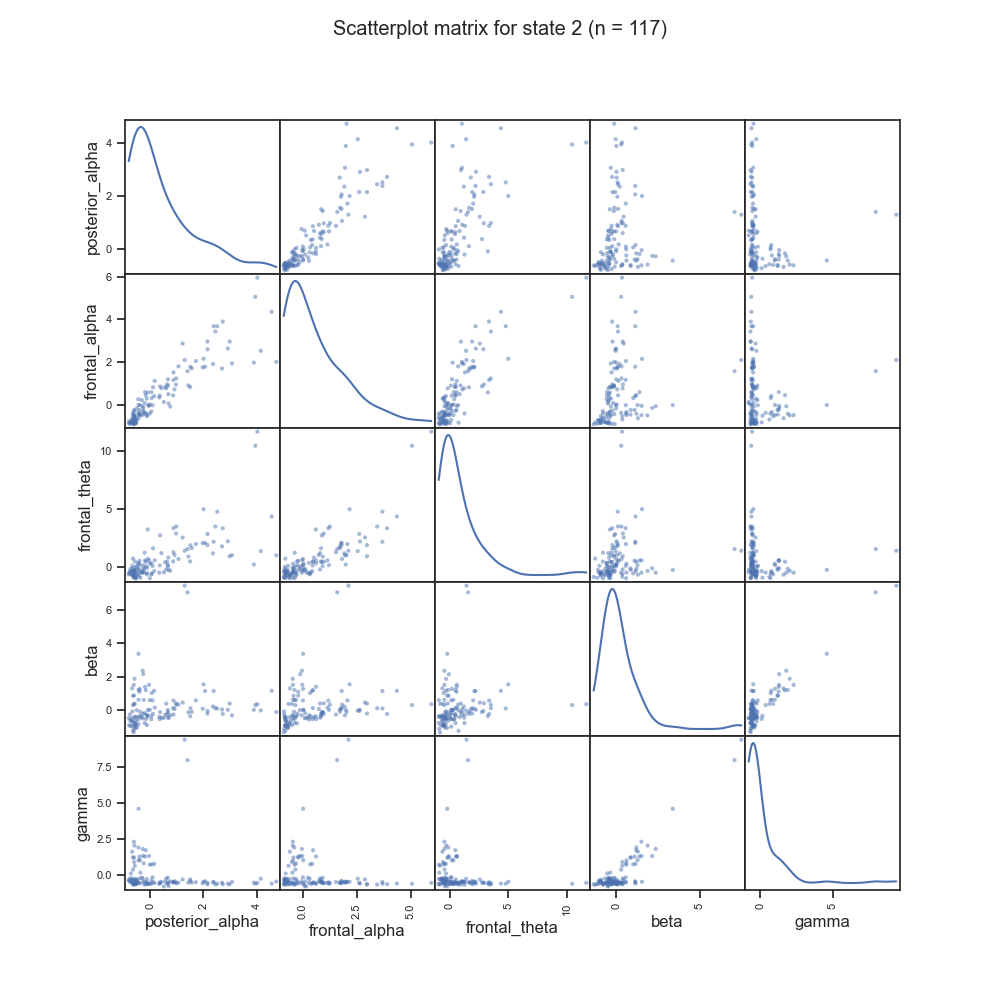 Scatterplot matrix for state 2 (n = 117)
posterior_alpha
4
2
0
frontal_alpha
6
4
2
0
frontal_theta
10
5
0
beta
6
4
2
0
gamma
7.5
5.0
2.5
0.0
0 2 4 0.0 2.5 5.0 0 5 10 0 5 0 5
posterior_alpha frontal_alpha frontal_theta beta gamma